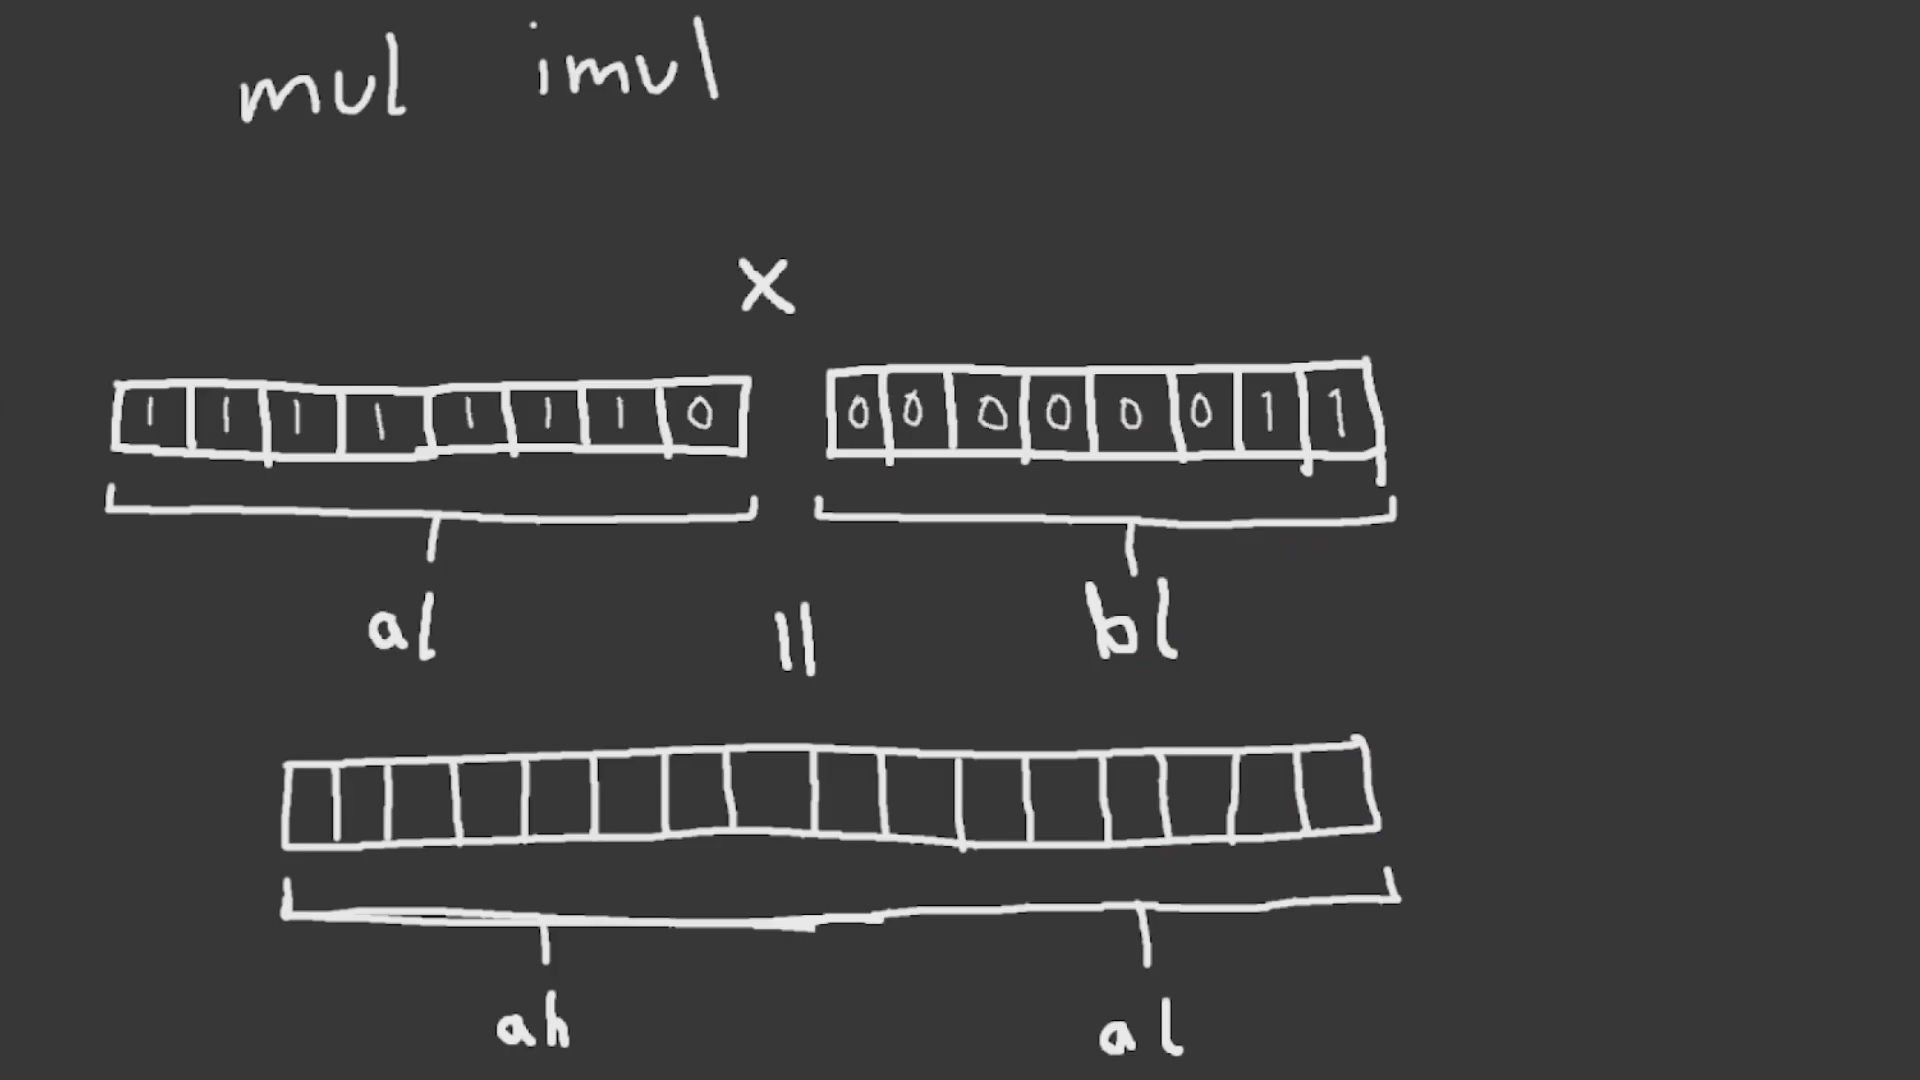 mul imul
x
1 1 1 1 1 1 1 0 0 0 0 0 0 0 1 1
al || bl
ah al